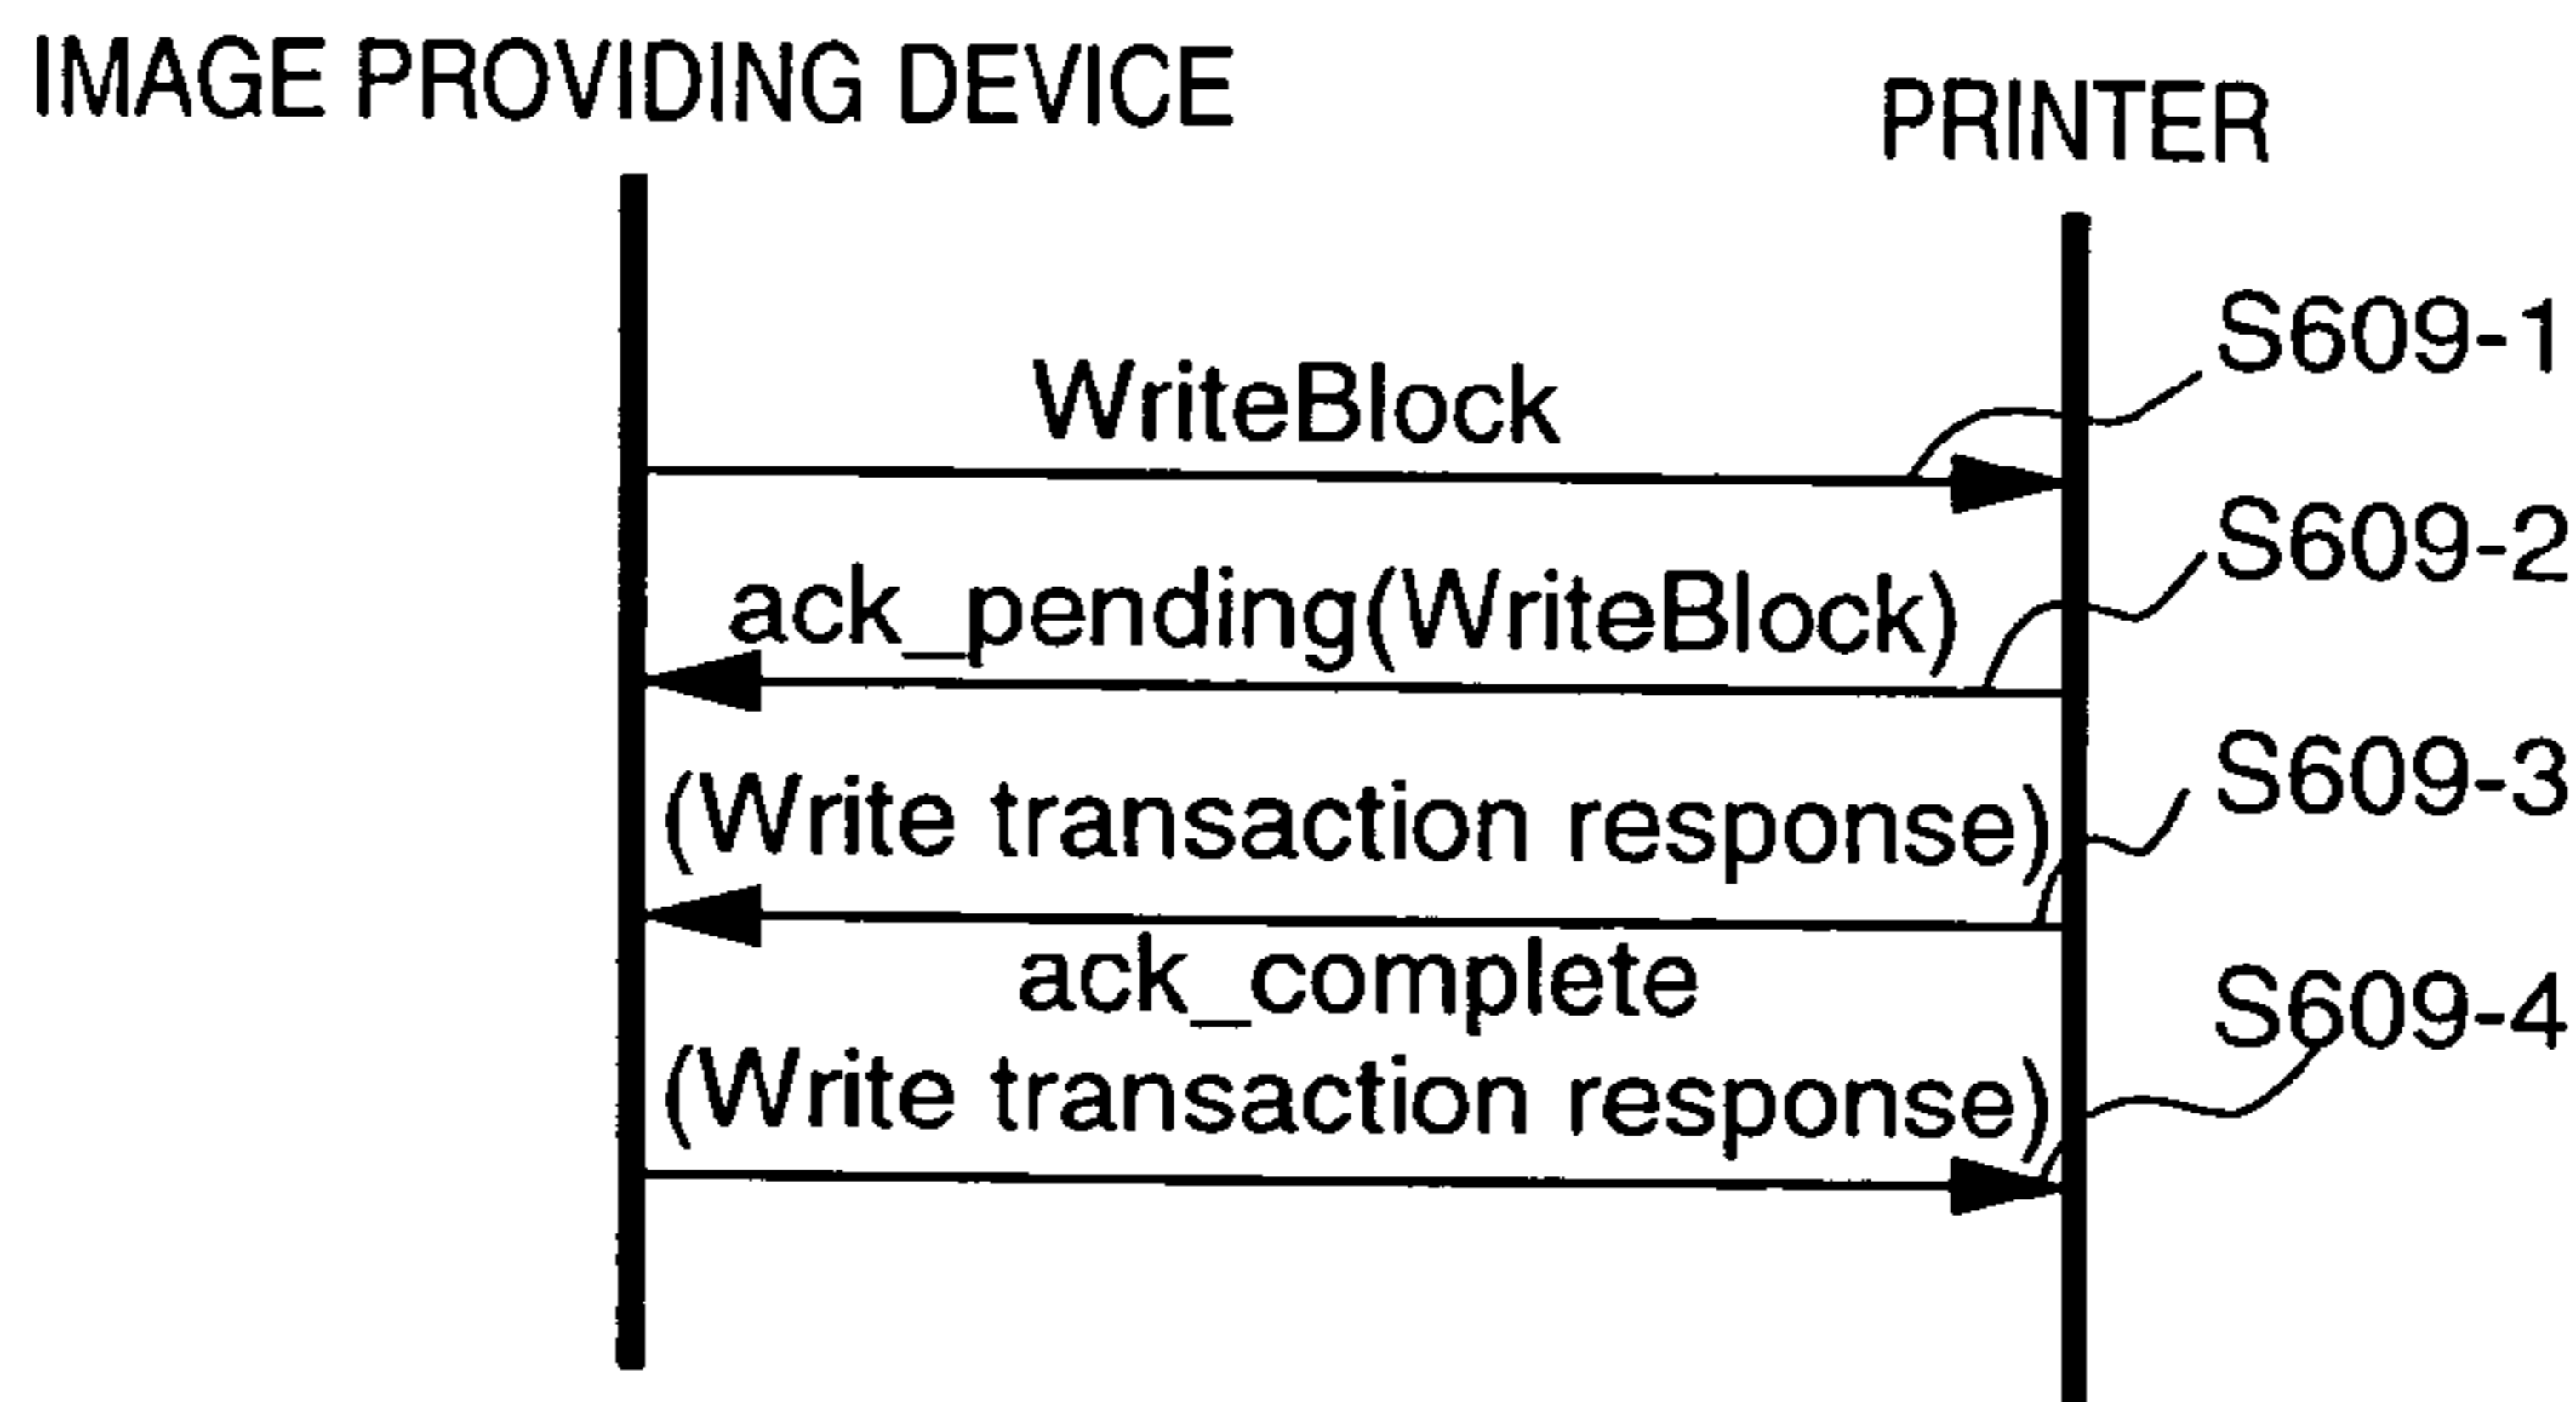 IMAGE PROVIDING DEVICE
PRINTER
S609-1
WriteBlock
S609-2
ack_pending(WriteBlock)
S609-3
(Write transaction response)
ack_complete
S609-4
(Write transaction response)